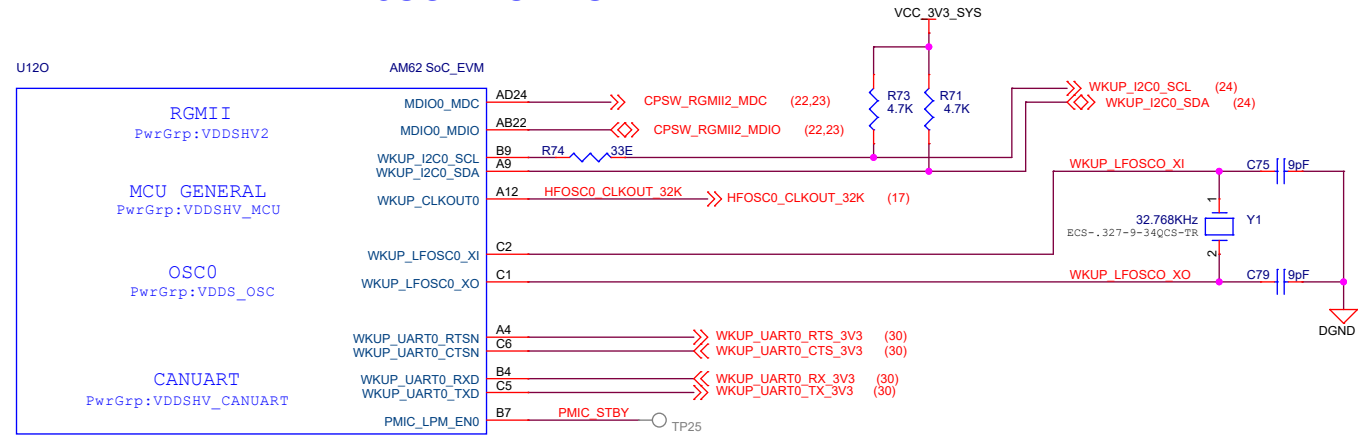 VCC_3V3_SYS
U12O AM62 SoC_EVM
RGMII
PwrGrp:VDDSHV2
MDIO0_MDC AD24 CPSW_RGMII2_MDC (22,23)
MDIO0_MDIO AB22 CPSW_RGMII2_MDIO (22,23)
R73
4.7K
R71
4.7K
WKUP_I2C0_SCL (24)
WKUP_I2C0_SDA (24)
WKUP_I2C0_SCL B9 R74 33E
WKUP_I2C0_SDA A9
MCU GENERAL
PwrGrp:VDDSHV_MCU
WKUP_CLKOUT0 A12 HFOSC0_CLKOUT_32K HFOSC0_CLKOUT_32K (17)
WKUP_LFOSCO_XI C75 9pF
1
32.768KHz Y1
ECS-.327-9-34QCS-TR
2
WKUP_LFOSC0_XI C2
OSC0
PwrGrp:VDDS_OSC
WKUP_LFOSC0_XO C1 WKUP_LFOSCO_XO C79 9pF
DGND
WKUP_UART0_RTSN A4 WKUP_UART0_RTS_3V3 (30)
WKUP_UART0_CTSN C6 WKUP_UART0_CTS_3V3 (30)
CANUART
PwrGrp:VDDSHV_CANUART
WKUP_UART0_RXD B4 WKUP_UART0_RX_3V3 (30)
WKUP_UART0_TXD C5 WKUP_UART0_TX_3V3 (30)
PMIC_LPM_EN0 B7 PMIC_STBY TP25